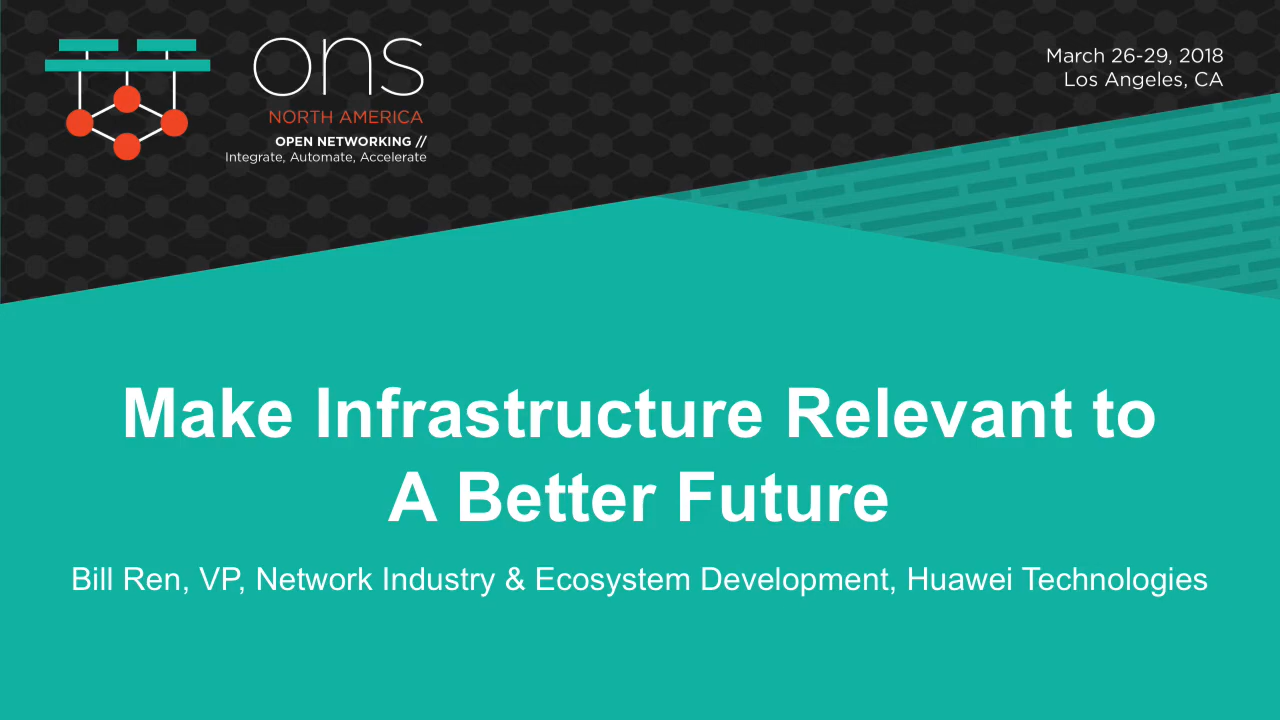 ons
NORTH AMERICA
OPEN NETWORKING //
Integrate, Automate, Accelerate
March 26-29, 2018
Los Angeles, CA
Make Infrastructure Relevant to
A Better Future
Bill Ren, VP, Network Industry & Ecosystem Development, Huawei Technologies